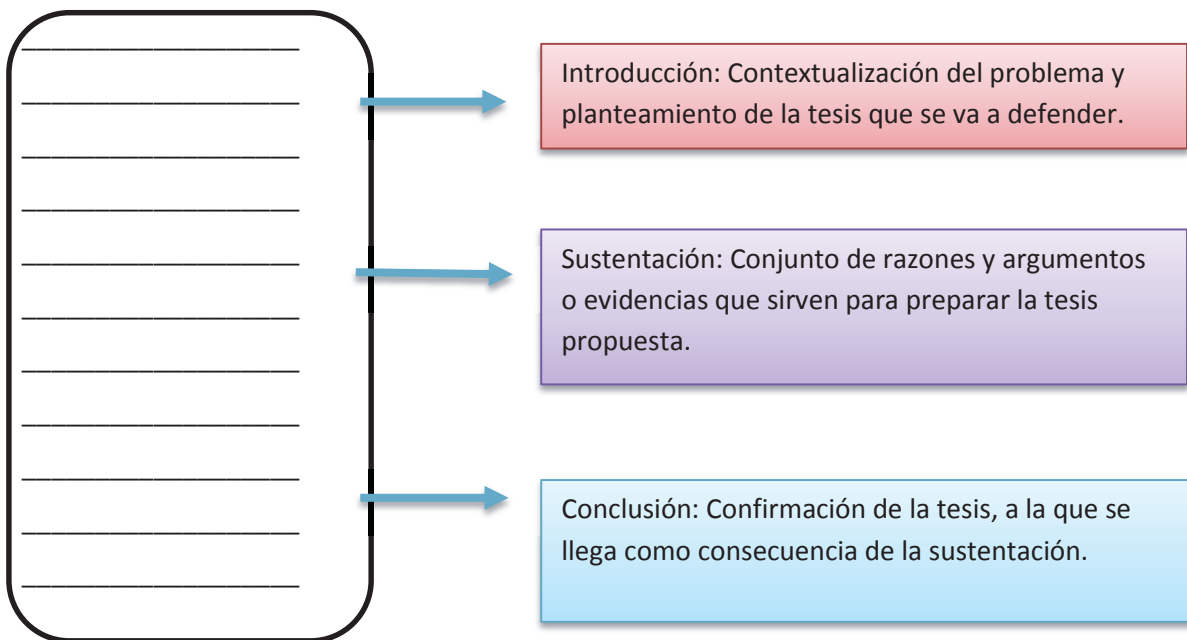 Introducción: Contextualización del problema y
planteamiento de la tesis que se va a defender.
Sustentación: Conjunto de razones y argumentos
o evidencias que sirven para preparar la tesis
propuesta.
Conclusión: Confirmación de la tesis, a la que se
llega como consecuencia de la sustentación.